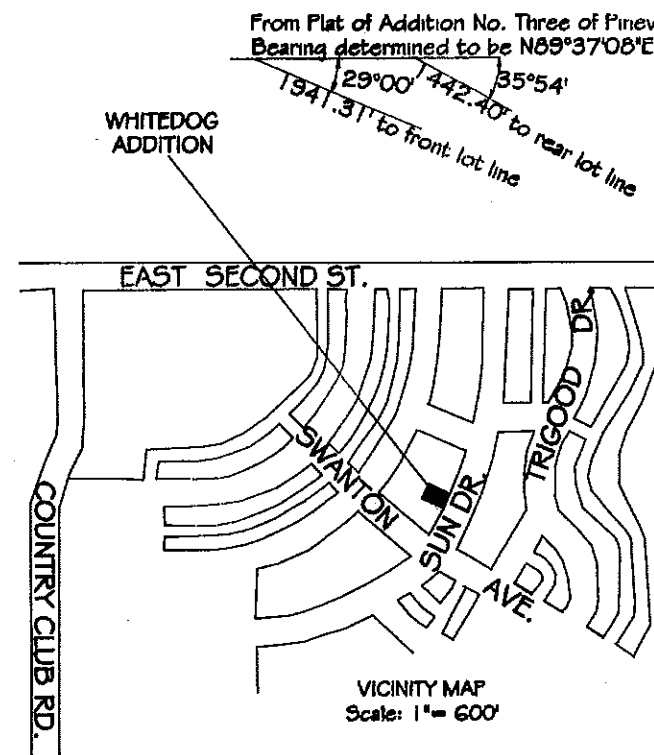 From Plat of Addition No. Three of
Bearing determined to be N89°37'08"E
29°00'
35°54'
1941.31' to front lot line
1442.40' to rear lot line
WHITEDOG
ADDITION
EAST SECOND ST.
TRIGOOD DR.
SWANTON AVE.
SUN DR.
COUNTRY CLUB RD.
VICINITY MAP
Scale: 1"= 600'